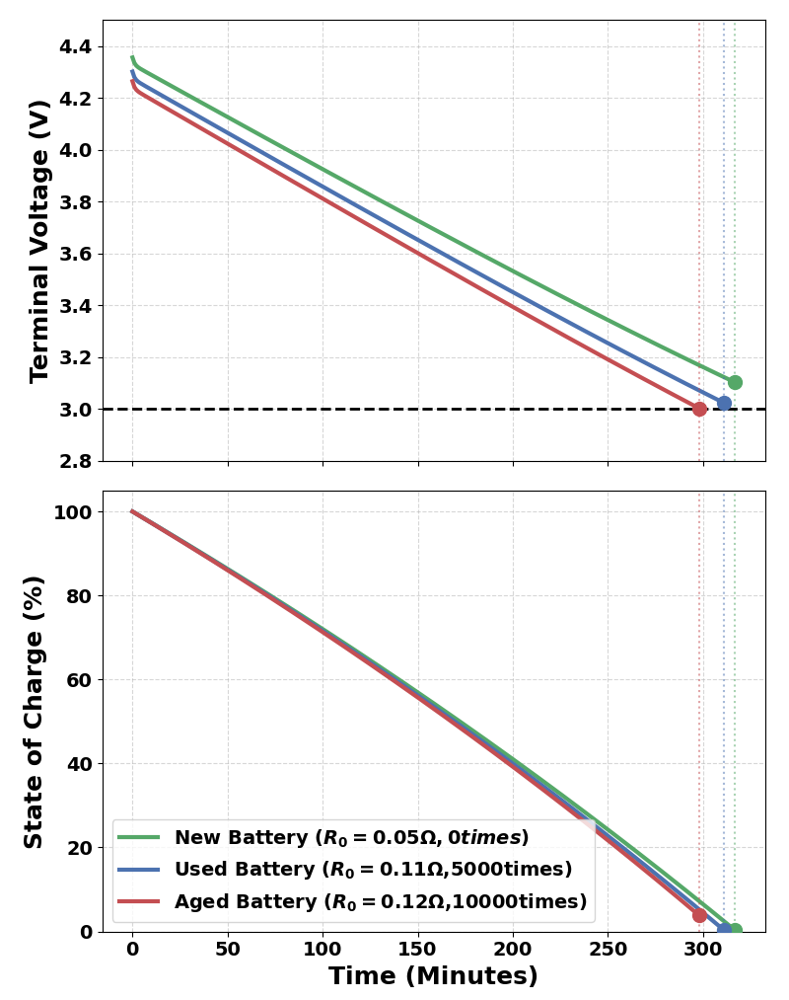 4.4
4.2
4.0
3.8
3.6
3.4
3.2
3.0
2.8
Terminal Voltage (V)
100
80
60
40
20
0
State of Charge (%)
New Battery (R₀ = 0.05Ω, 0times)
Used Battery (R₀ = 0.11Ω,5000times)
Aged Battery (R₀ = 0.12Ω,10000times)
0 50 100 150 200 250 300
Time (Minutes)